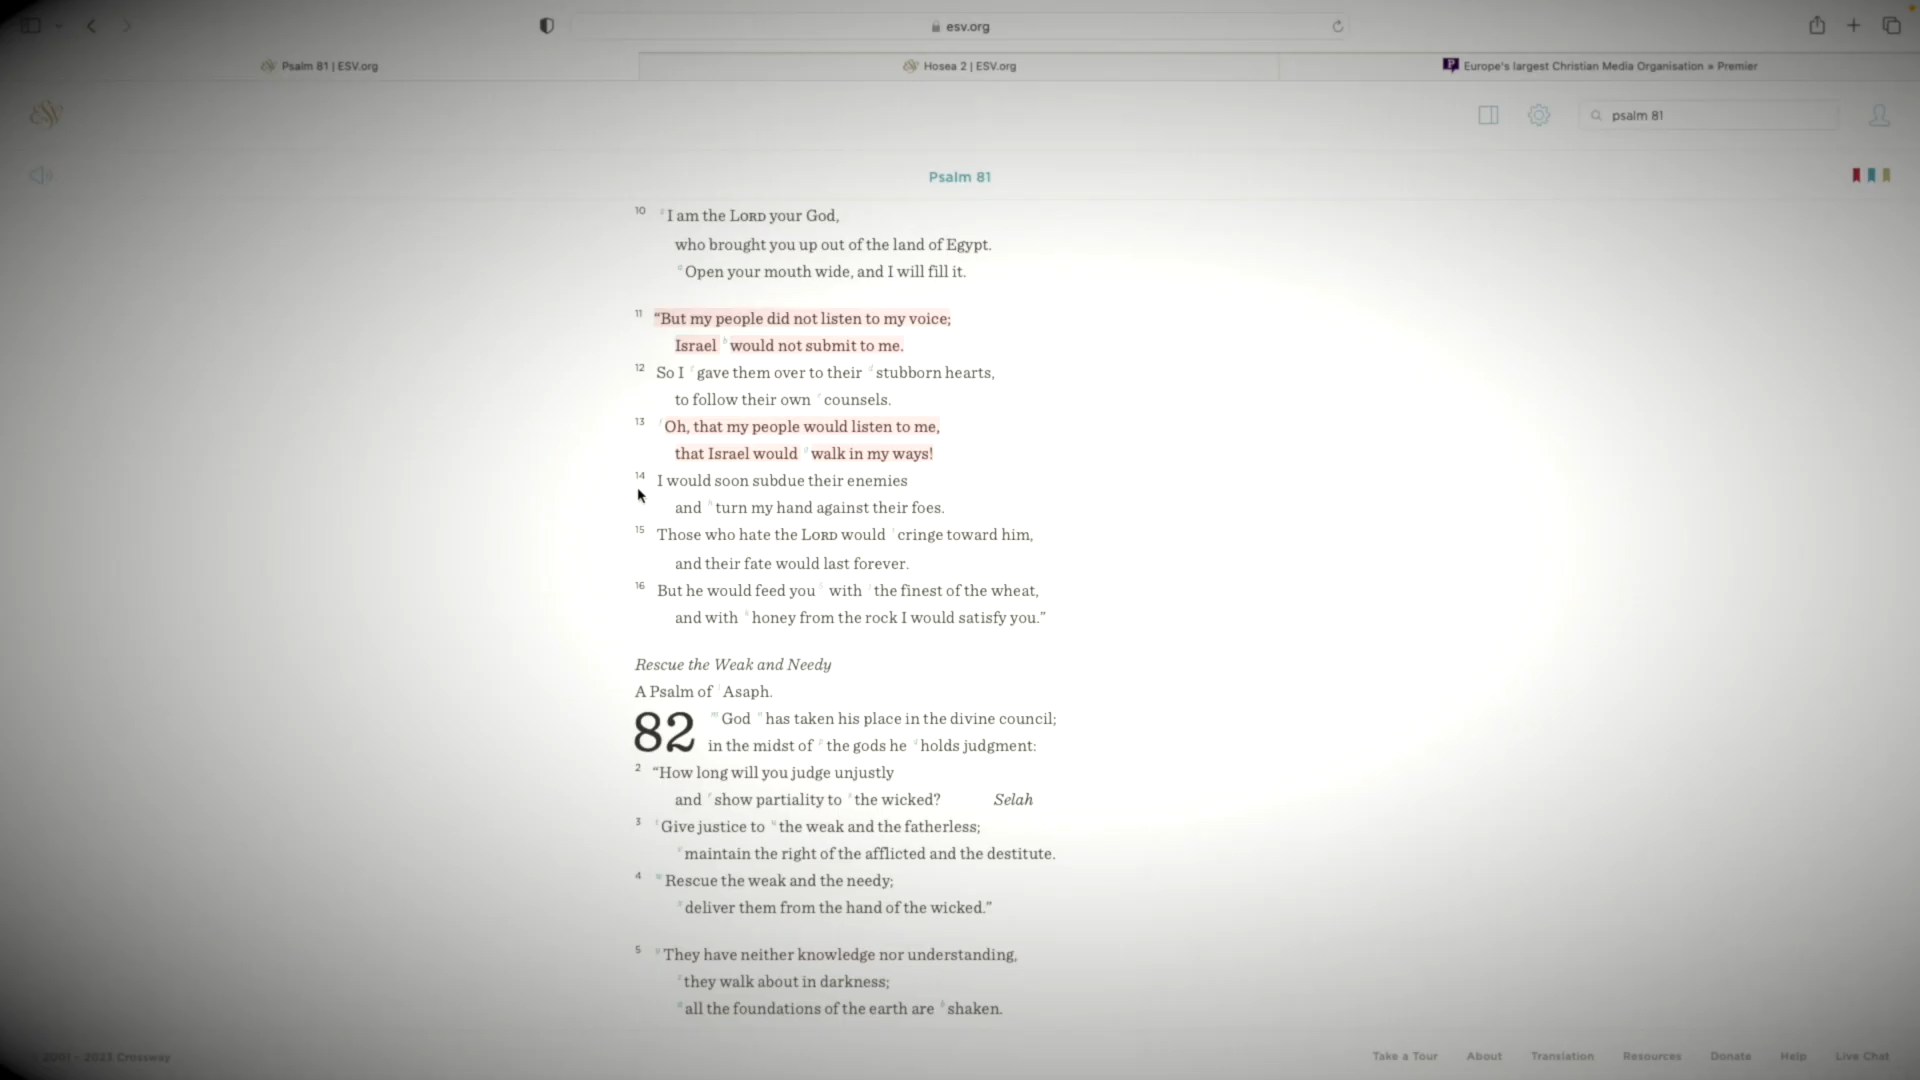 esv.org
Psalm 81 | ESV.org
Hosea 2 | ESV.org
Europe's largest Christian Media Organisation » Premier
ESV
psalm 81
Psalm 81
10 I am the LORD your God,
who brought you up out of the land of Egypt.
Open your mouth wide, and I will fill it.
11 “But my people did not listen to my voice;
Israel would not submit to me.
12 So I gave them over to their stubborn hearts,
to follow their own counsels.
13 Oh, that my people would listen to me,
that Israel would walk in my ways!
14 I would soon subdue their enemies
and turn my hand against their foes.
15 Those who hate the LORD would cringe toward him,
and their fate would last forever.
16 But he would feed you with the finest of the wheat,
and with honey from the rock I would satisfy you.”
Rescue the Weak and Needy
A Psalm of Asaph.
82 God has taken his place in the divine council;
in the midst of the gods he holds judgment:
2 “How long will you judge unjustly
and show partiality to the wicked? Selah
3 Give justice to the weak and the fatherless;
maintain the right of the afflicted and the destitute.
4 Rescue the weak and the needy;
deliver them from the hand of the wicked.”
5 They have neither knowledge nor understanding,
they walk about in darkness;
all the foundations of the earth are shaken.
2001 - 2023 Crossway
Take a Tour About Translation Resources Donate Help Live Chat